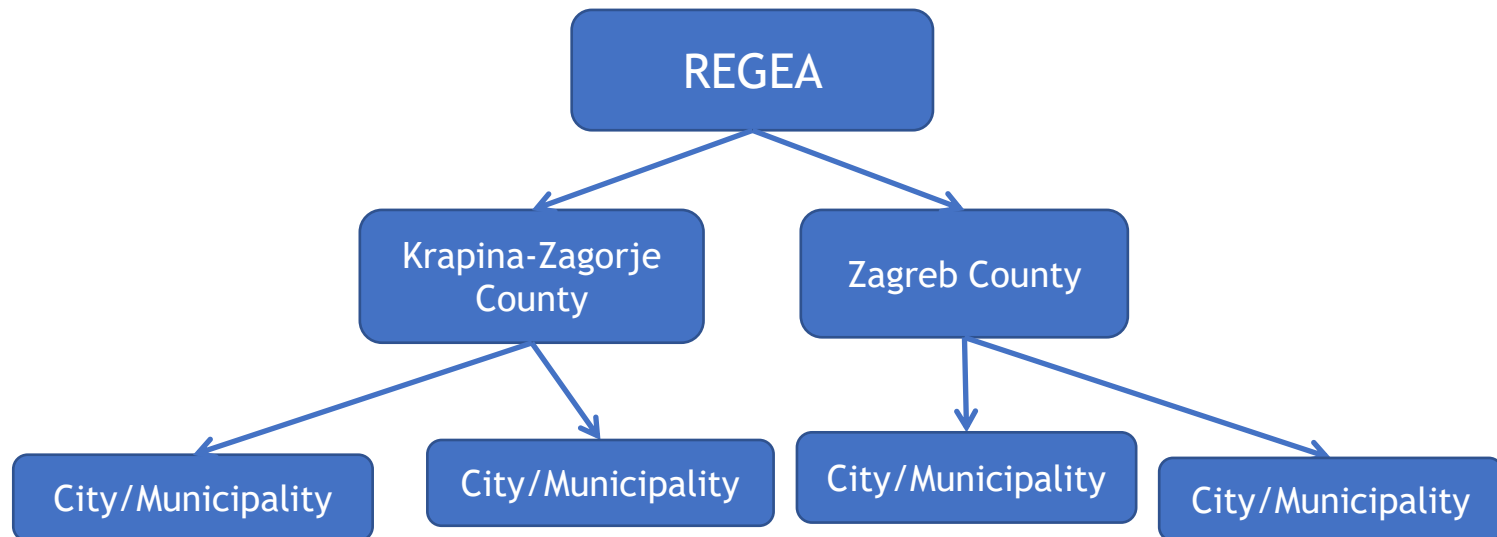 REGEA
Krapina-Zagorje
County
Zagreb County
City/Municipality
City/Municipality
City/Municipality
City/Municipality